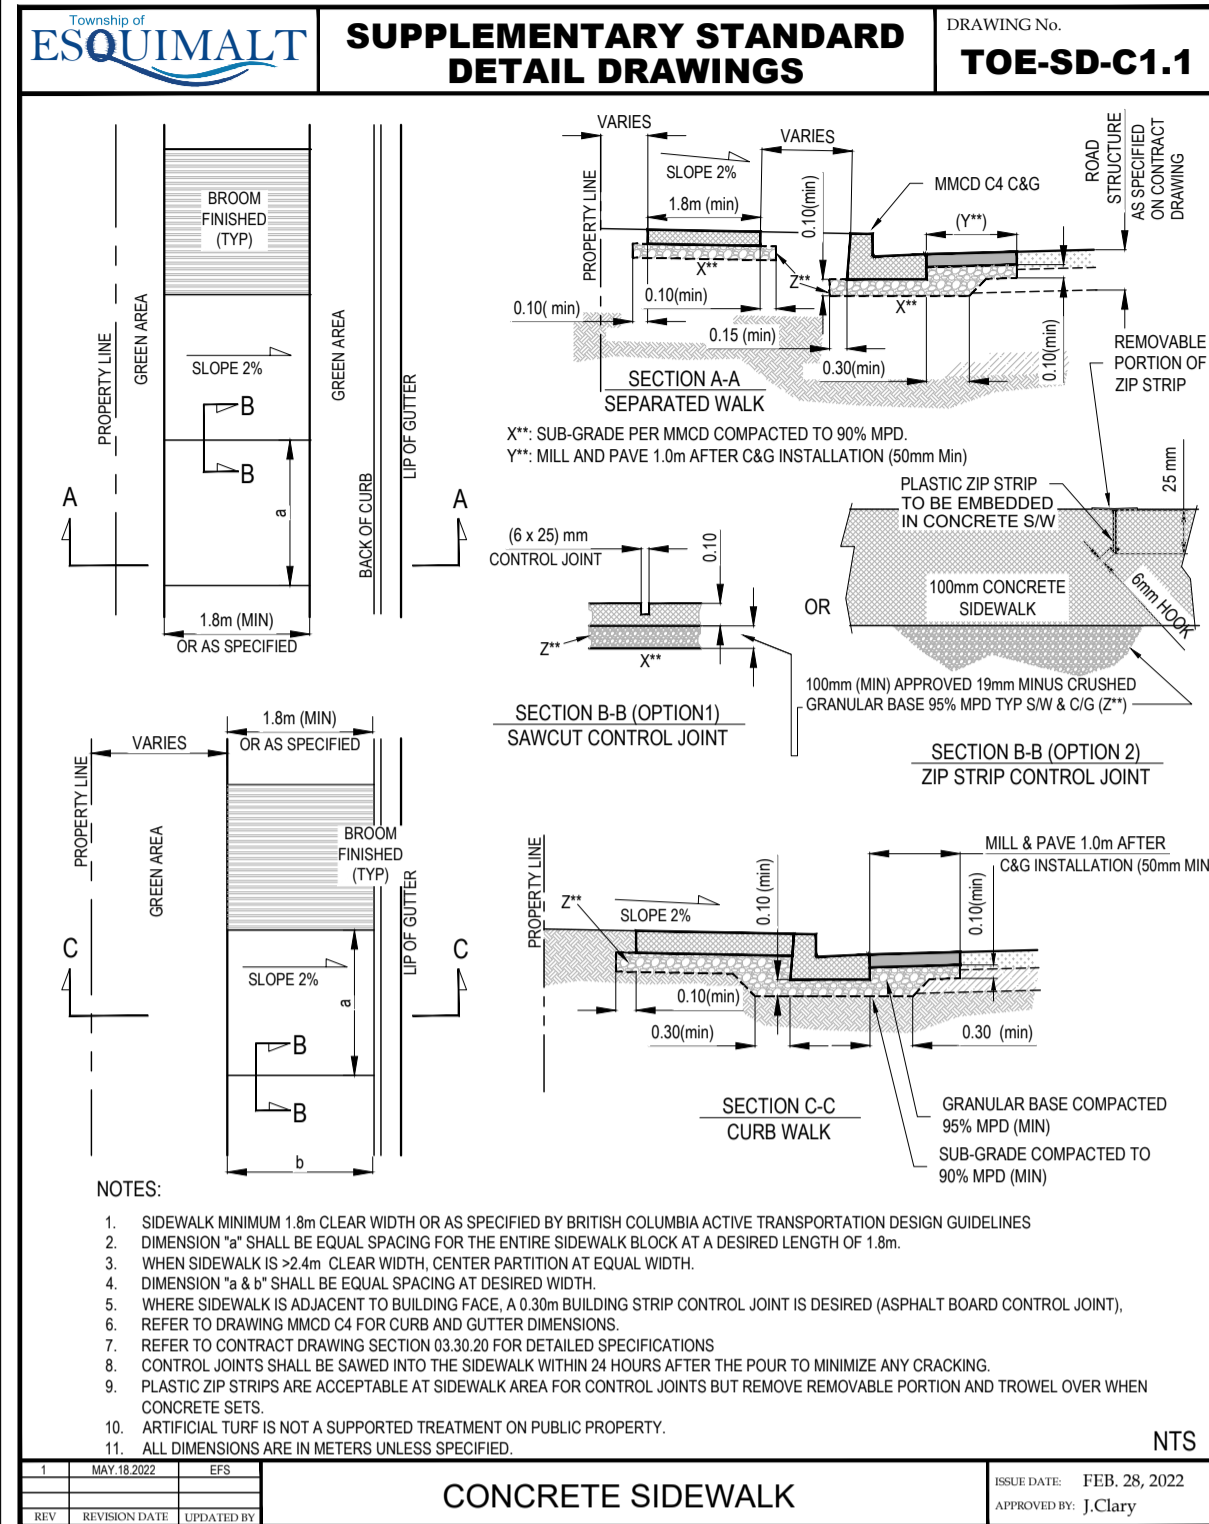 Township of
ESQUIMALT
SUPPLEMENTARY STANDARD
DETAIL DRAWINGS
DRAWING No.
TOE-SD-C1.1
PROPERTY LINE
GREEN AREA
BROOM
FINISHED
(TYP)
SLOPE 2%
B
B
a
GREEN AREA
BACK OF CURB
LIP OF GUTTER
A
A
1.8m (MIN)
OR AS SPECIFIED
VARIES
VARIES
SLOPE 2%
1.8m (min)
PROPERTY LINE
0.10(min)
MMCD C4 C&G
(Y**)
ROAD
STRUCTURE
AS SPECIFIED
ON CONTRACT
DRAWING
X**
Z**
X**
0.10( min)
0.10(min)
0.15 (min)
0.30(min)
0.10(min)
SECTION A-A
SEPARATED WALK
X**: SUB-GRADE PER MMCD COMPACTED TO 90% MPD.
Y**: MILL AND PAVE 1.0m AFTER C&G INSTALLATION (50mm Min)
REMOVABLE
PORTION OF
ZIP STRIP
PLASTIC ZIP STRIP
TO BE EMBEDDED
IN CONCRETE S/W
25 mm
(6 x 25) mm
CONTROL JOINT
0.10
Z**
X**
OR
100mm CONCRETE
SIDEWALK
6mm HOOK
100mm (MIN) APPROVED 19mm MINUS CRUSHED
GRANULAR BASE 95% MPD TYP S/W & C/G (Z**)
SECTION B-B (OPTION1)
SAWCUT CONTROL JOINT
SECTION B-B (OPTION 2)
ZIP STRIP CONTROL JOINT
1.8m (MIN)
OR AS SPECIFIED
VARIES
PROPERTY LINE
GREEN AREA
BROOM
FINISHED
(TYP)
LIP OF GUTTER
C
C
SLOPE 2%
a
B
B
b
PROPERTY LINE
Z**
SLOPE 2%
0.10 (min)
MILL & PAVE 1.0m AFTER
C&G INSTALLATION (50mm MIN
0.10(min)
0.10(min)
0.30(min)
0.30 (min)
SECTION C-C
CURB WALK
GRANULAR BASE COMPACTED
95% MPD (MIN)
SUB-GRADE COMPACTED TO
90% MPD (MIN)
NOTES:
1. SIDEWALK MINIMUM 1.8m CLEAR WIDTH OR AS SPECIFIED BY BRITISH COLUMBIA ACTIVE TRANSPORTATION DESIGN GUIDELINES
2. DIMENSION "a" SHALL BE EQUAL SPACING FOR THE ENTIRE SIDEWALK BLOCK AT A DESIRED LENGTH OF 1.8m.
3. WHEN SIDEWALK IS >2.4m CLEAR WIDTH, CENTER PARTITION AT EQUAL WIDTH.
4. DIMENSION "a & b" SHALL BE EQUAL SPACING AT DESIRED WIDTH.
5. WHERE SIDEWALK IS ADJACENT TO BUILDING FACE, A 0.30m BUILDING STRIP CONTROL JOINT IS DESIRED (ASPHALT BOARD CONTROL JOINT),
6. REFER TO DRAWING MMCD C4 FOR CURB AND GUTTER DIMENSIONS.
7. REFER TO CONTRACT DRAWING SECTION 03.30.20 FOR DETAILED SPECIFICATIONS
8. CONTROL JOINTS SHALL BE SAWED INTO THE SIDEWALK WITHIN 24 HOURS AFTER THE POUR TO MINIMIZE ANY CRACKING.
9. PLASTIC ZIP STRIPS ARE ACCEPTABLE AT SIDEWALK AREA FOR CONTROL JOINTS BUT REMOVE REMOVABLE PORTION AND TROWEL OVER WHEN
CONCRETE SETS.
10. ARTIFICIAL TURF IS NOT A SUPPORTED TREATMENT ON PUBLIC PROPERTY.
11. ALL DIMENSIONS ARE IN METERS UNLESS SPECIFIED.
NTS
1 MAY.18.2022 EFS
REV REVISION DATE UPDATED BY
CONCRETE SIDEWALK
ISSUE DATE: FEB. 28, 2022
APPROVED BY: J.Clary